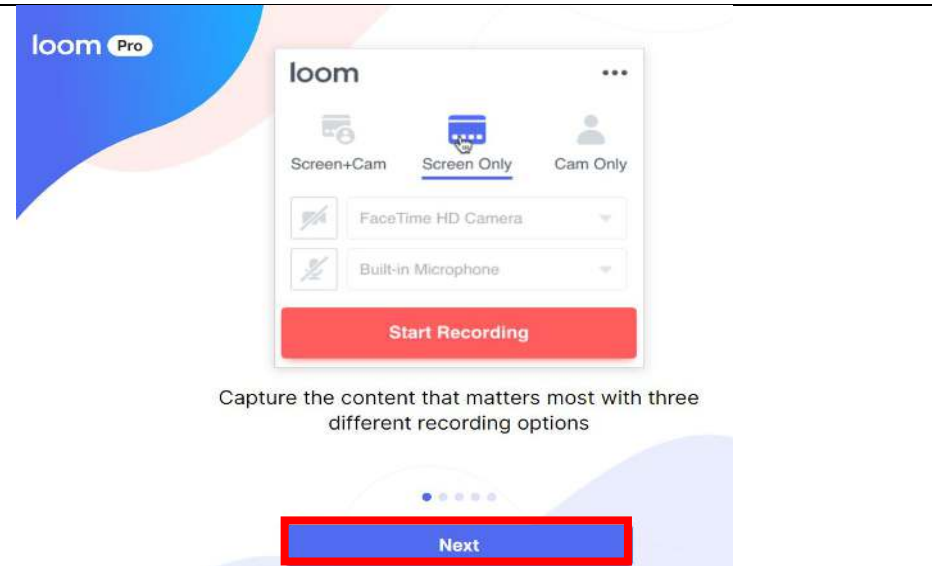 loom Pro
loom
Screen+Cam Screen Only Cam Only
FaceTime HD Camera
Built-in Microphone
Start Recording
Capture the content that matters most with three
different recording options
Next